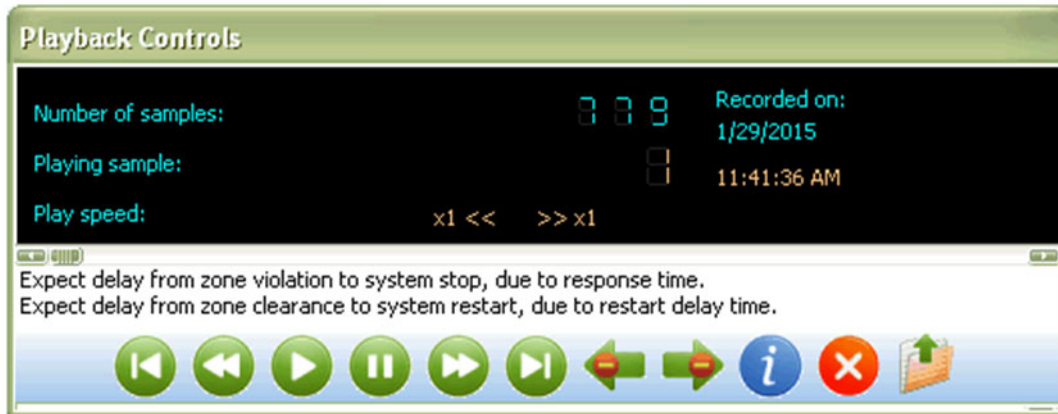 Playback Controls
Number of samples: 779 Recorded on:
1/29/2015
Playing sample: 1 11:41:36 AM
Play speed: x1 << >> x1
Expect delay from zone violation to system stop, due to response time.
Expect delay from zone clearance to system restart, due to restart delay time.
i